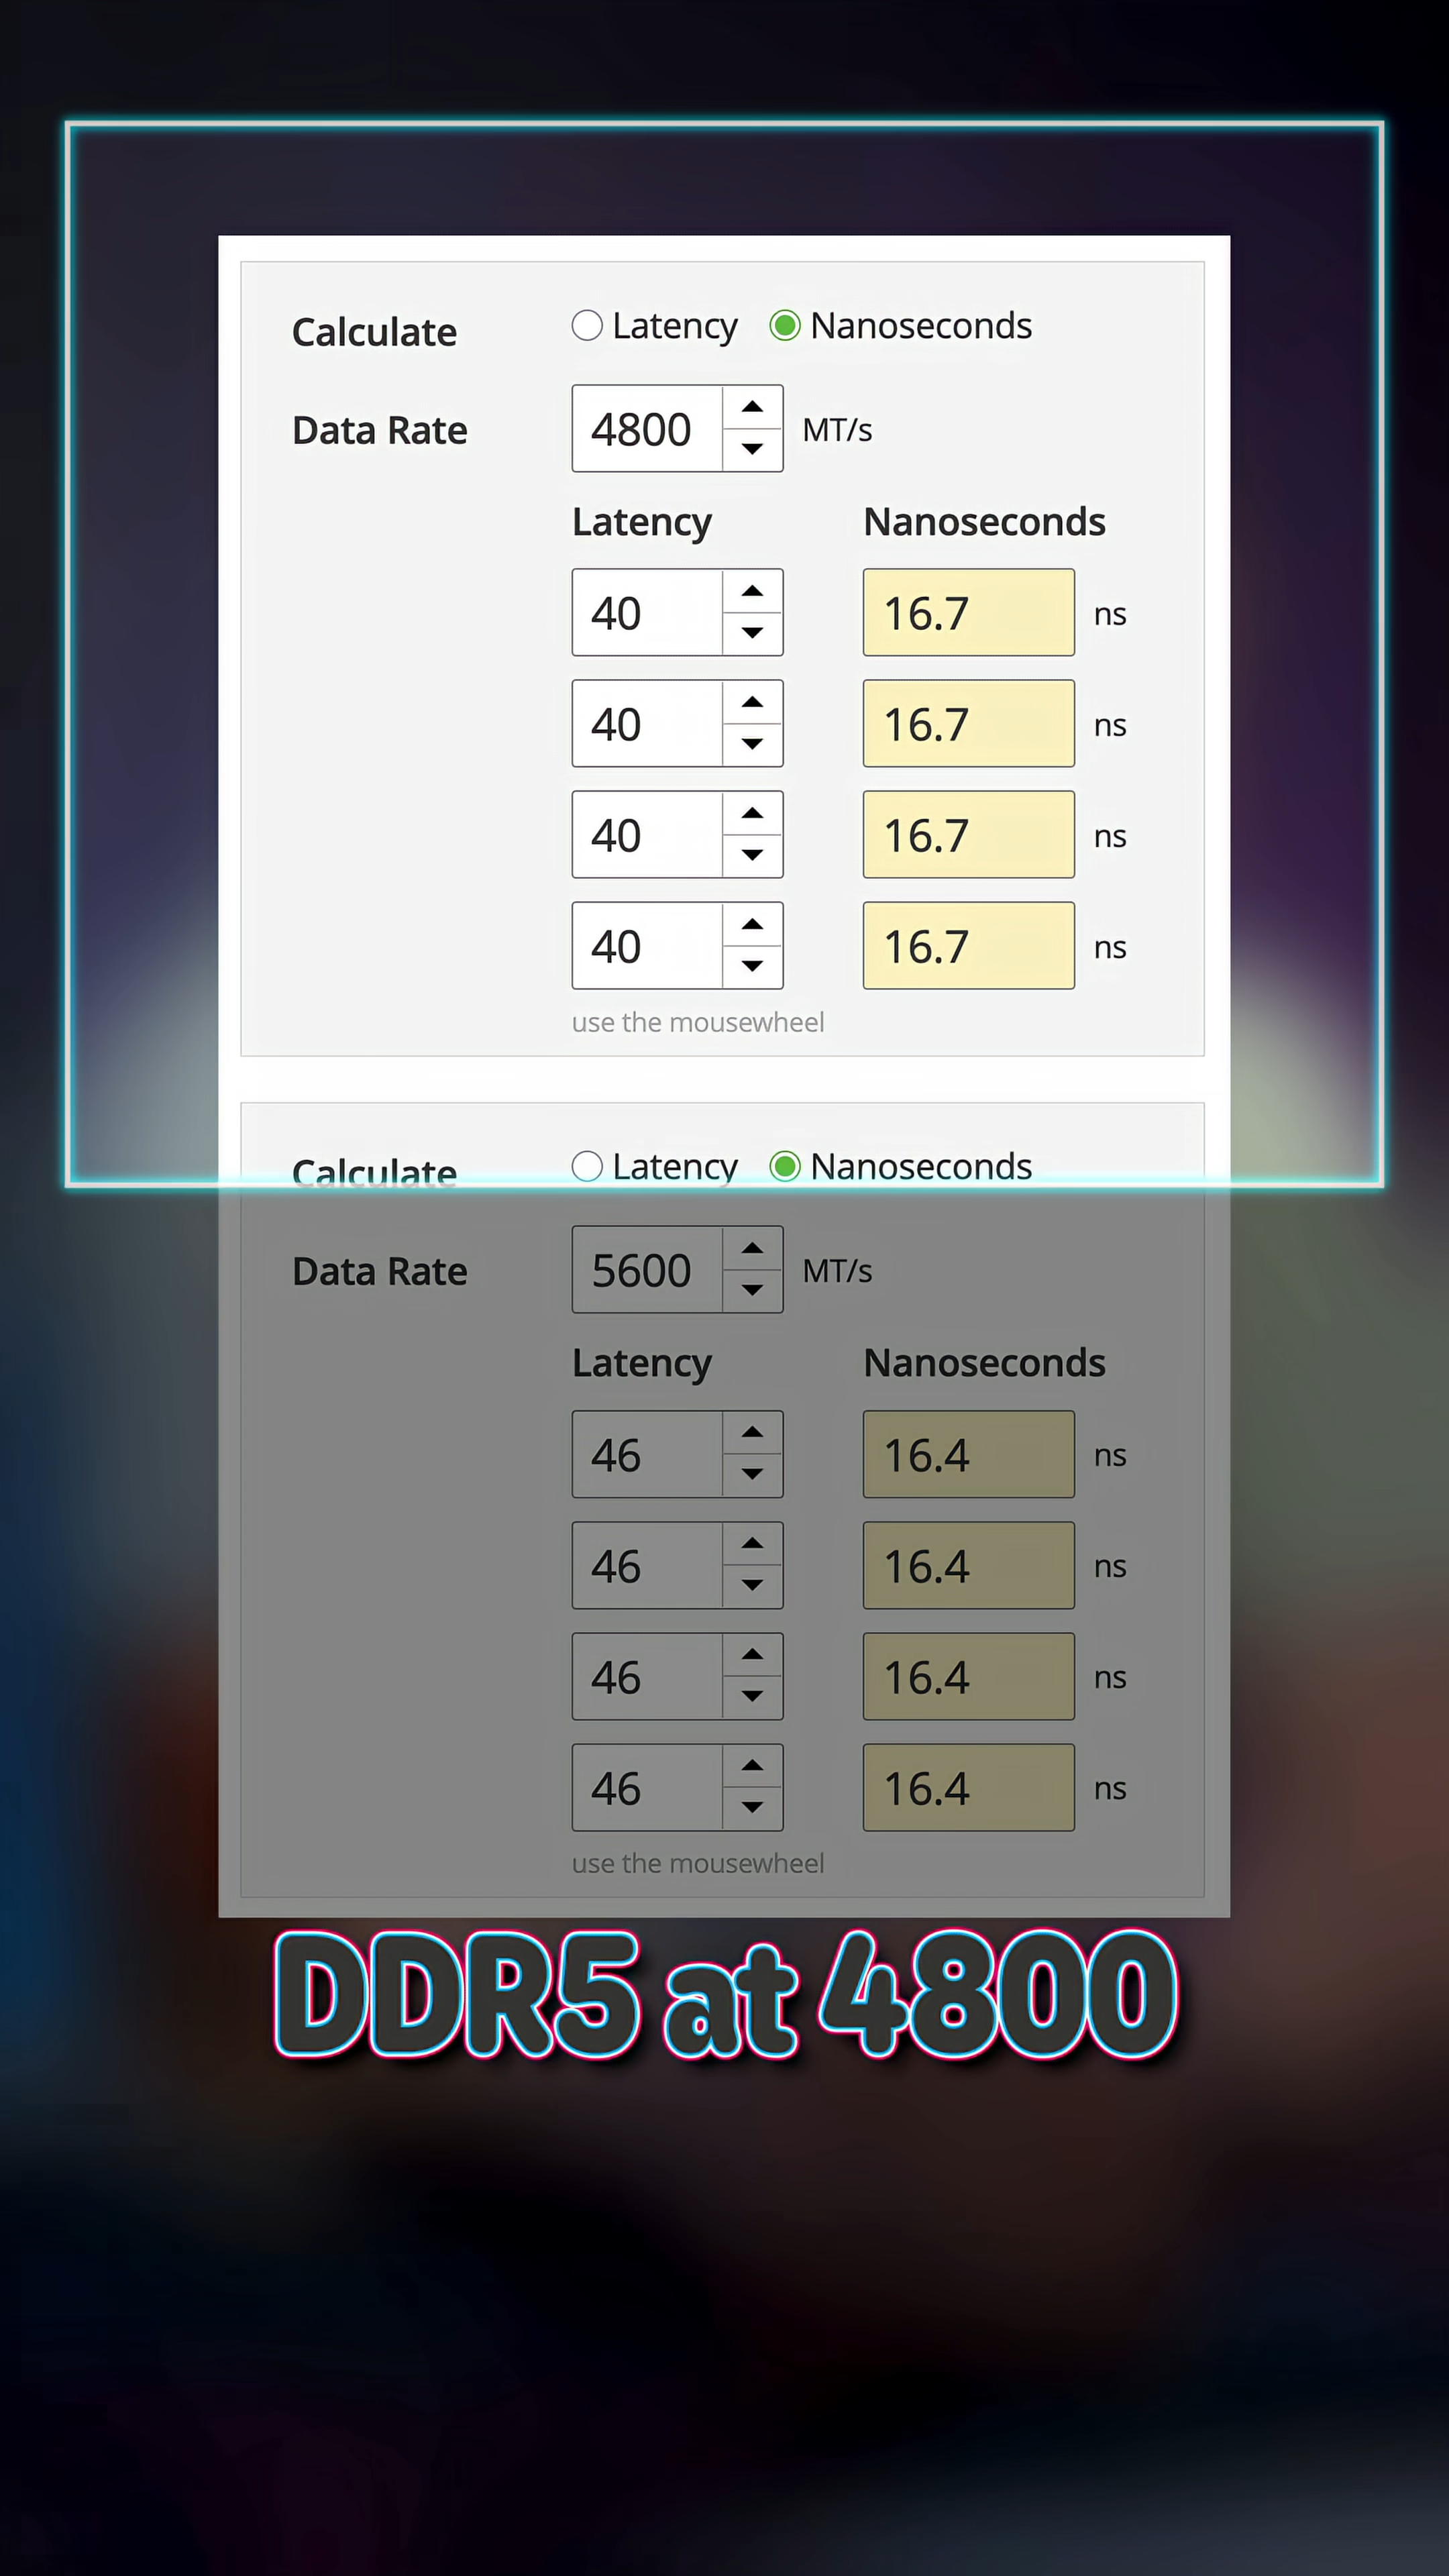 Calculate Latency Nanoseconds
Data Rate 4800 MT/s
Latency Nanoseconds
40 16.7 ns
40 16.7 ns
40 16.7 ns
40 16.7 ns
use the mousewheel
Calculate Latency Nanoseconds
Data Rate 5600 MT/s
Latency Nanoseconds
46 16.4 ns
46 16.4 ns
46 16.4 ns
46 16.4 ns
use the mousewheel
DDR5 at 4800